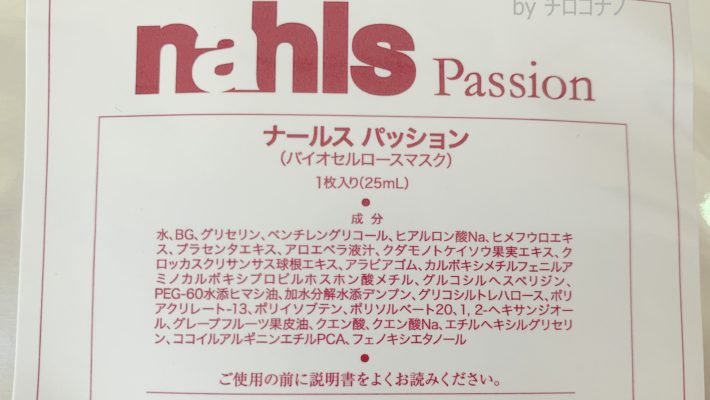 by チロコナノ
nahls Passion
ナールス パッション
(バイオセルロースマスク)
1枚入り(25mL)
成 分
水、BG、グリセリン、ペンチレングリコール、ヒアルロン酸Na、ヒメフウロエキ
ス、プラセンタエキス、アロエベラ液汁、クダモノトケイソウ果実エキス、ク
ロッカスクリサンサス球根エキス、アラビアゴム、カルボキシメチルフェニルア
ミノカルボキシプロピルホスホン酸メチル、グルコシルヘスペリジン、
PEG-60水添ヒマシ油、加水分解水添デンプン、グリコシルトレハロース、ポリ
アクリレート-13、ポリイソブテン、ポリソルベート20、1，2-ヘキサンジオー
ル、グレープフルーツ果皮油、クエン酸、クエン酸Na、エチルヘキシルグリセリ
ン、ココイルアルギニンエチルPCA、フェノキシエタノール
ご使用の前に説明書をよくお読みください。